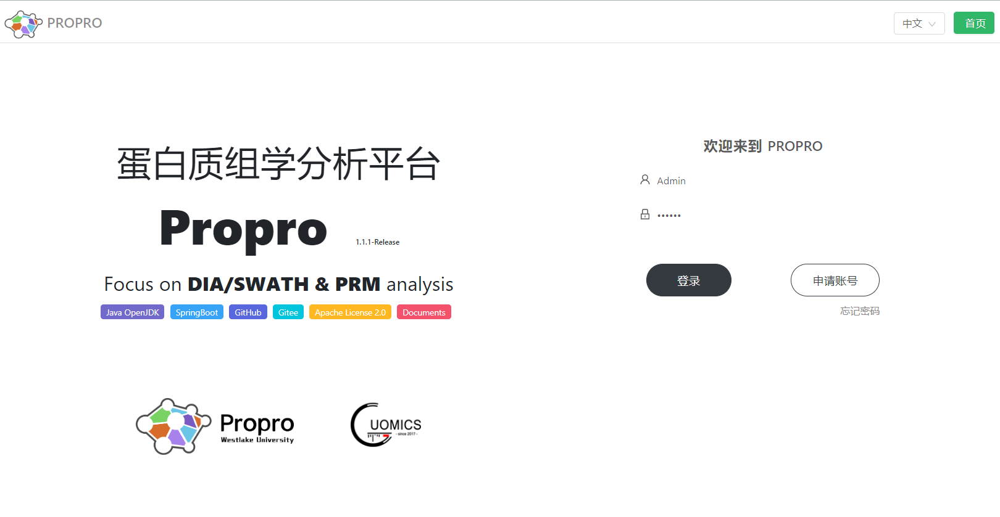 PROPRO
中文
首页
蛋白质组学分析平台
Propro 1.1.1-Release
Focus on DIA/SWATH & PRM analysis
Java OpenJDK SpringBoot GitHub Gitee Apache License 2.0 Documents
Propro
Westlake University
GUOMICS
- since 2017 -
欢迎来到 PROPRO
Admin
••••••
登录 申请账号
忘记密码